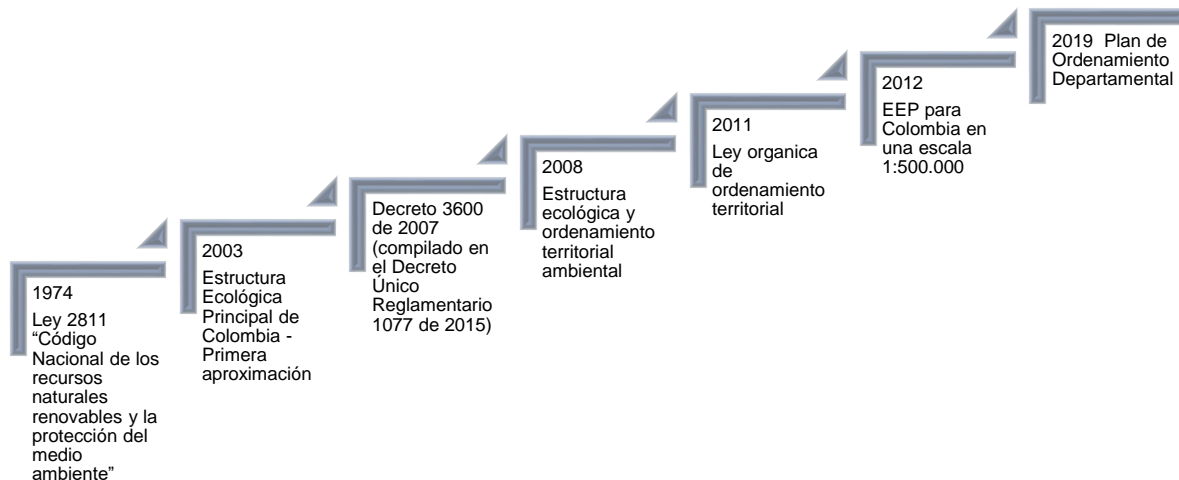 1974
Ley 2811
“Código
Nacional de los
recursos
naturales
renovables y la
protección del
medio
ambiente”
2003
Estructura
Ecológica
Principal de
Colombia -
Primera
aproximación
Decreto 3600
de 2007
(compilado en
el Decreto
Único
Reglamentario
1077 de 2015)
2008
Estructura
ecológica y
ordenamiento
territorial
ambiental
2011
Ley organica
de
ordenamiento
territorial
2012
EEP para
Colombia en
una escala
1:500.000
2019 Plan de
Ordenamiento
Departamental